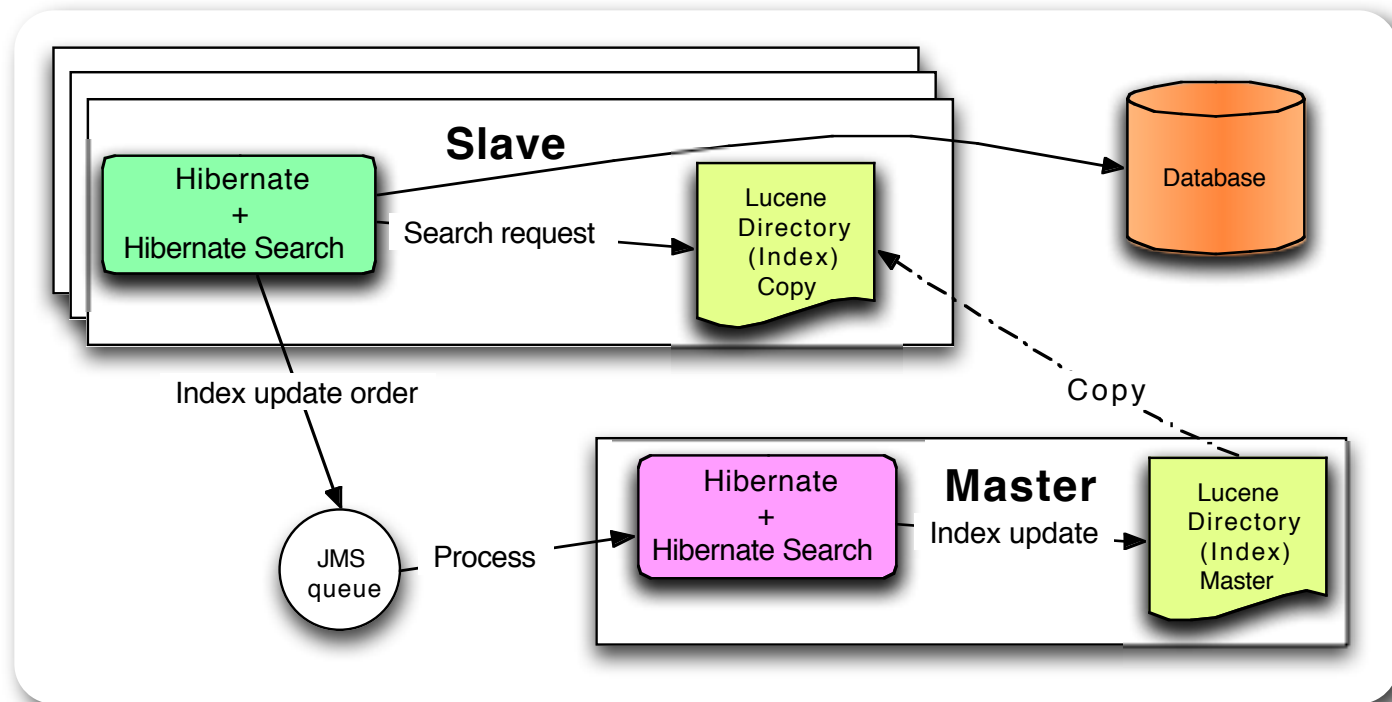 Slave
Hibernate
+
Hibernate Search
Search request
Lucene
Directory
(Index)
Copy
Database
Index update order
Copy
JMS
queue
Process
Hibernate
+
Hibernate Search
Master
Index update
Lucene
Directory
(Index)
Master